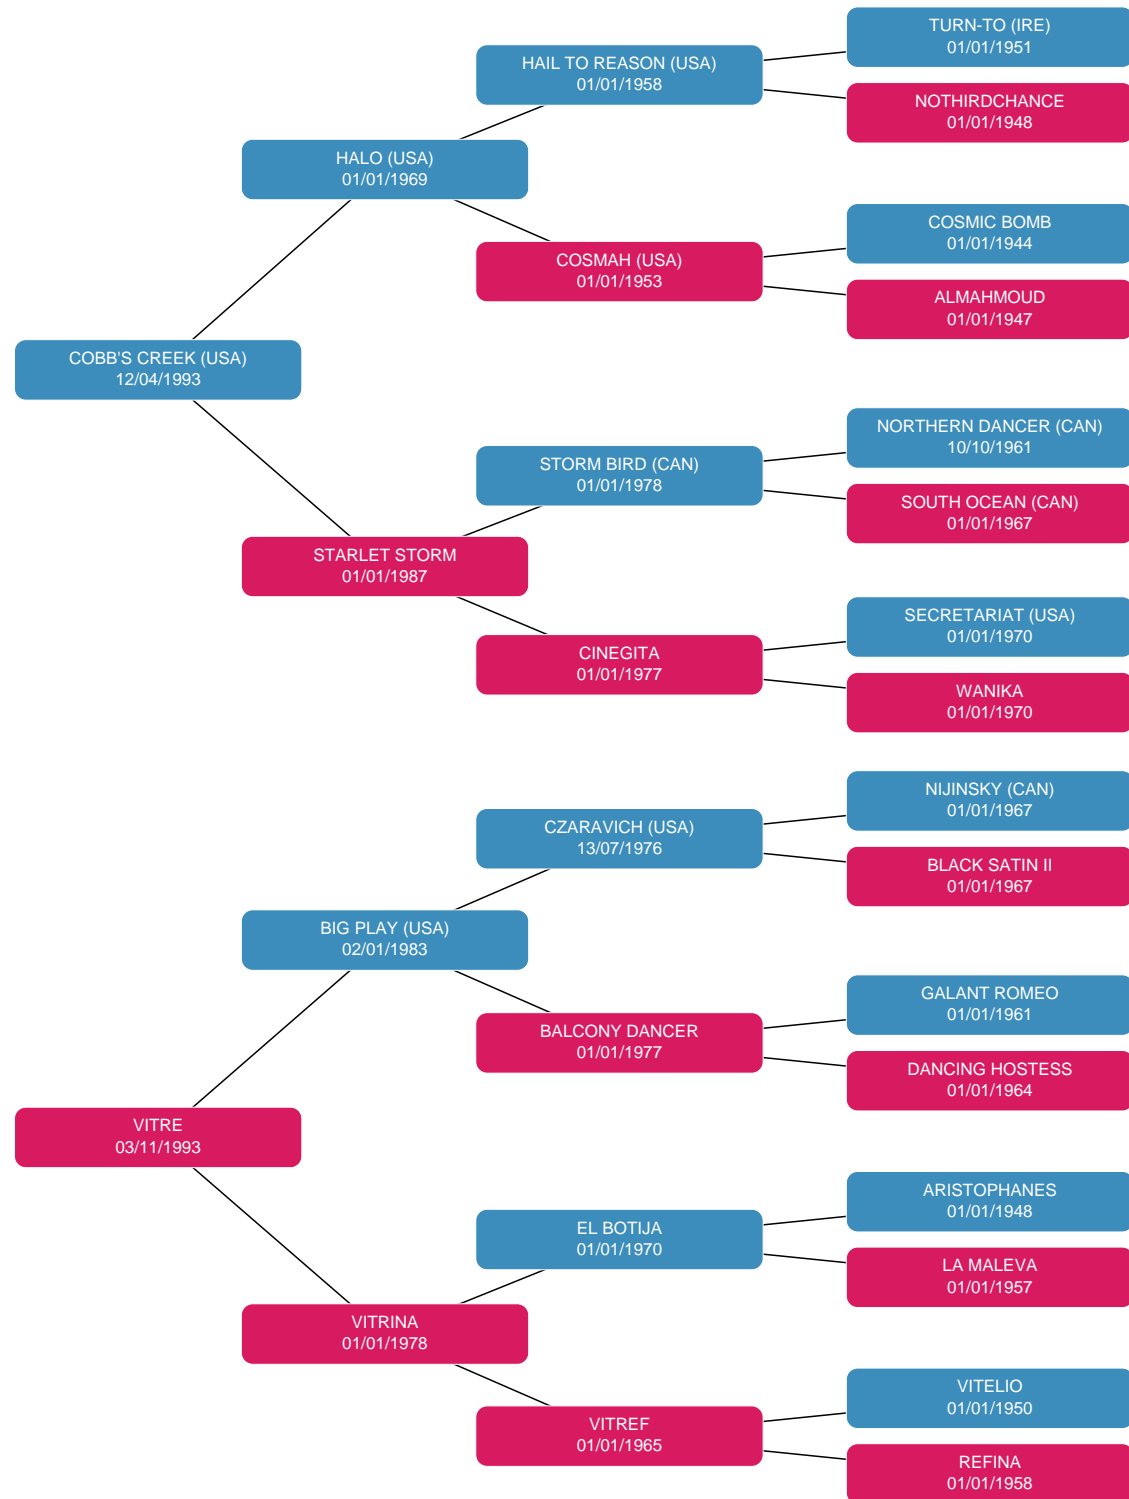 TURN-TO (IRE)
01/01/1951
HAIL TO REASON (USA)
01/01/1958
NOTHIRDCHANCE
01/01/1948
HALO (USA)
01/01/1969
COSMIC BOMB
01/01/1944
COSMAH (USA)
01/01/1953
ALMAHMOUD
01/01/1947
COBB'S CREEK (USA)
12/04/1993
NORTHERN DANCER (CAN)
10/10/1961
STORM BIRD (CAN)
01/01/1978
SOUTH OCEAN (CAN)
01/01/1967
STARLET STORM
01/01/1987
SECRETARIAT (USA)
01/01/1970
CINEGITA
01/01/1977
WANIKA
01/01/1970
NIJINSKY (CAN)
01/01/1967
CZARAVICH (USA)
13/07/1976
BLACK SATIN II
01/01/1967
BIG PLAY (USA)
02/01/1983
GALANT ROMEO
01/01/1961
BALCONY DANCER
01/01/1977
DANCING HOSTESS
01/01/1964
VITRE
03/11/1993
ARISTOPHANES
01/01/1948
EL BOTIJA
01/01/1970
LA MALEVA
01/01/1957
VITRINA
01/01/1978
VITELIO
01/01/1950
VITREF
01/01/1965
REFINA
01/01/1958